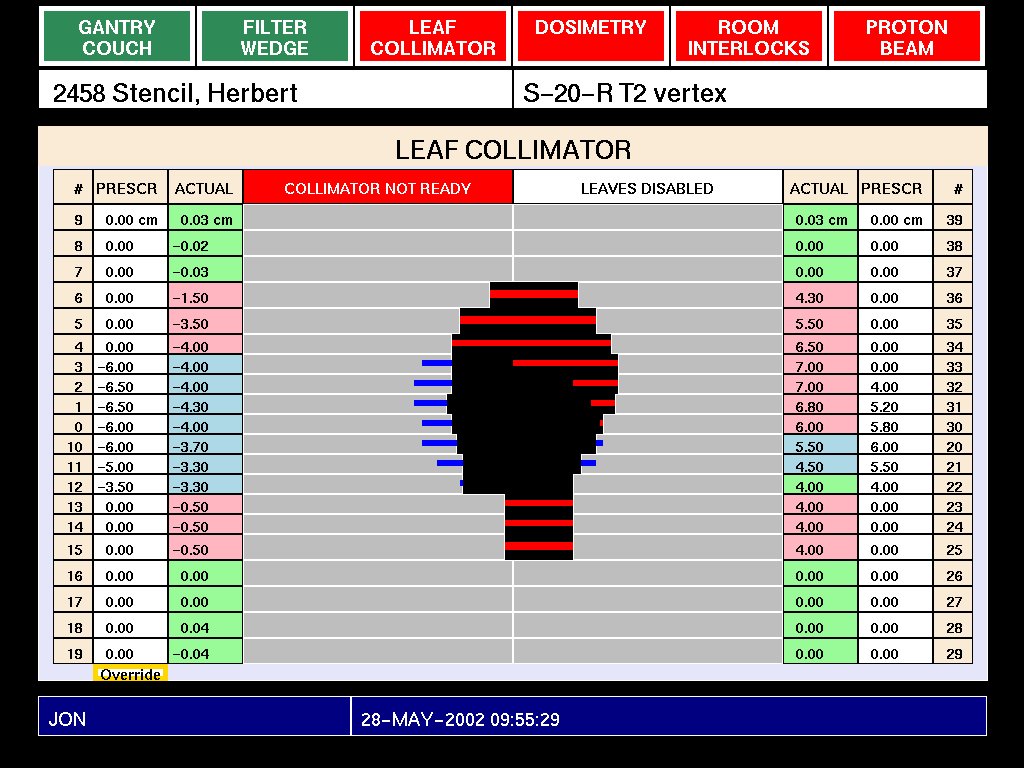 GANTRY COUCH FILTER WEDGE LEAF COLLIMATOR DOSIMETRY ROOM INTERLOCKS PROTON BEAM
2458 Stencil, Herbert S-20-R T2 vertex
LEAF COLLIMATOR
# PRESCR ACTUAL COLLIMATOR NOT READY LEAVES DISABLED ACTUAL PRESCR #
9 0.00 cm 0.03 cm 0.03 cm 0.00 cm 39
8 0.00 -0.02 0.00 0.00 38
7 0.00 -0.03 0.00 0.00 37
6 0.00 -1.50 4.30 0.00 36
5 0.00 -3.50 5.50 0.00 35
4 0.00 -4.00 6.50 0.00 34
3 -6.00 -4.00 7.00 0.00 33
2 -6.50 -4.00 7.00 4.00 32
1 -6.50 -4.30 6.80 5.20 31
0 -6.00 -4.00 6.00 5.80 30
10 -6.00 -3.70 5.50 6.00 20
11 -5.00 -3.30 4.50 5.50 21
12 -3.50 -3.30 4.00 4.00 22
13 0.00 -0.50 4.00 0.00 23
14 0.00 -0.50 4.00 0.00 24
15 0.00 -0.50 4.00 0.00 25
16 0.00 0.00 0.00 0.00 26
17 0.00 0.00 0.00 0.00 27
18 0.00 0.04 0.00 0.00 28
19 0.00 -0.04 0.00 0.00 29
Override
JON 28-MAY-2002 09:55:29